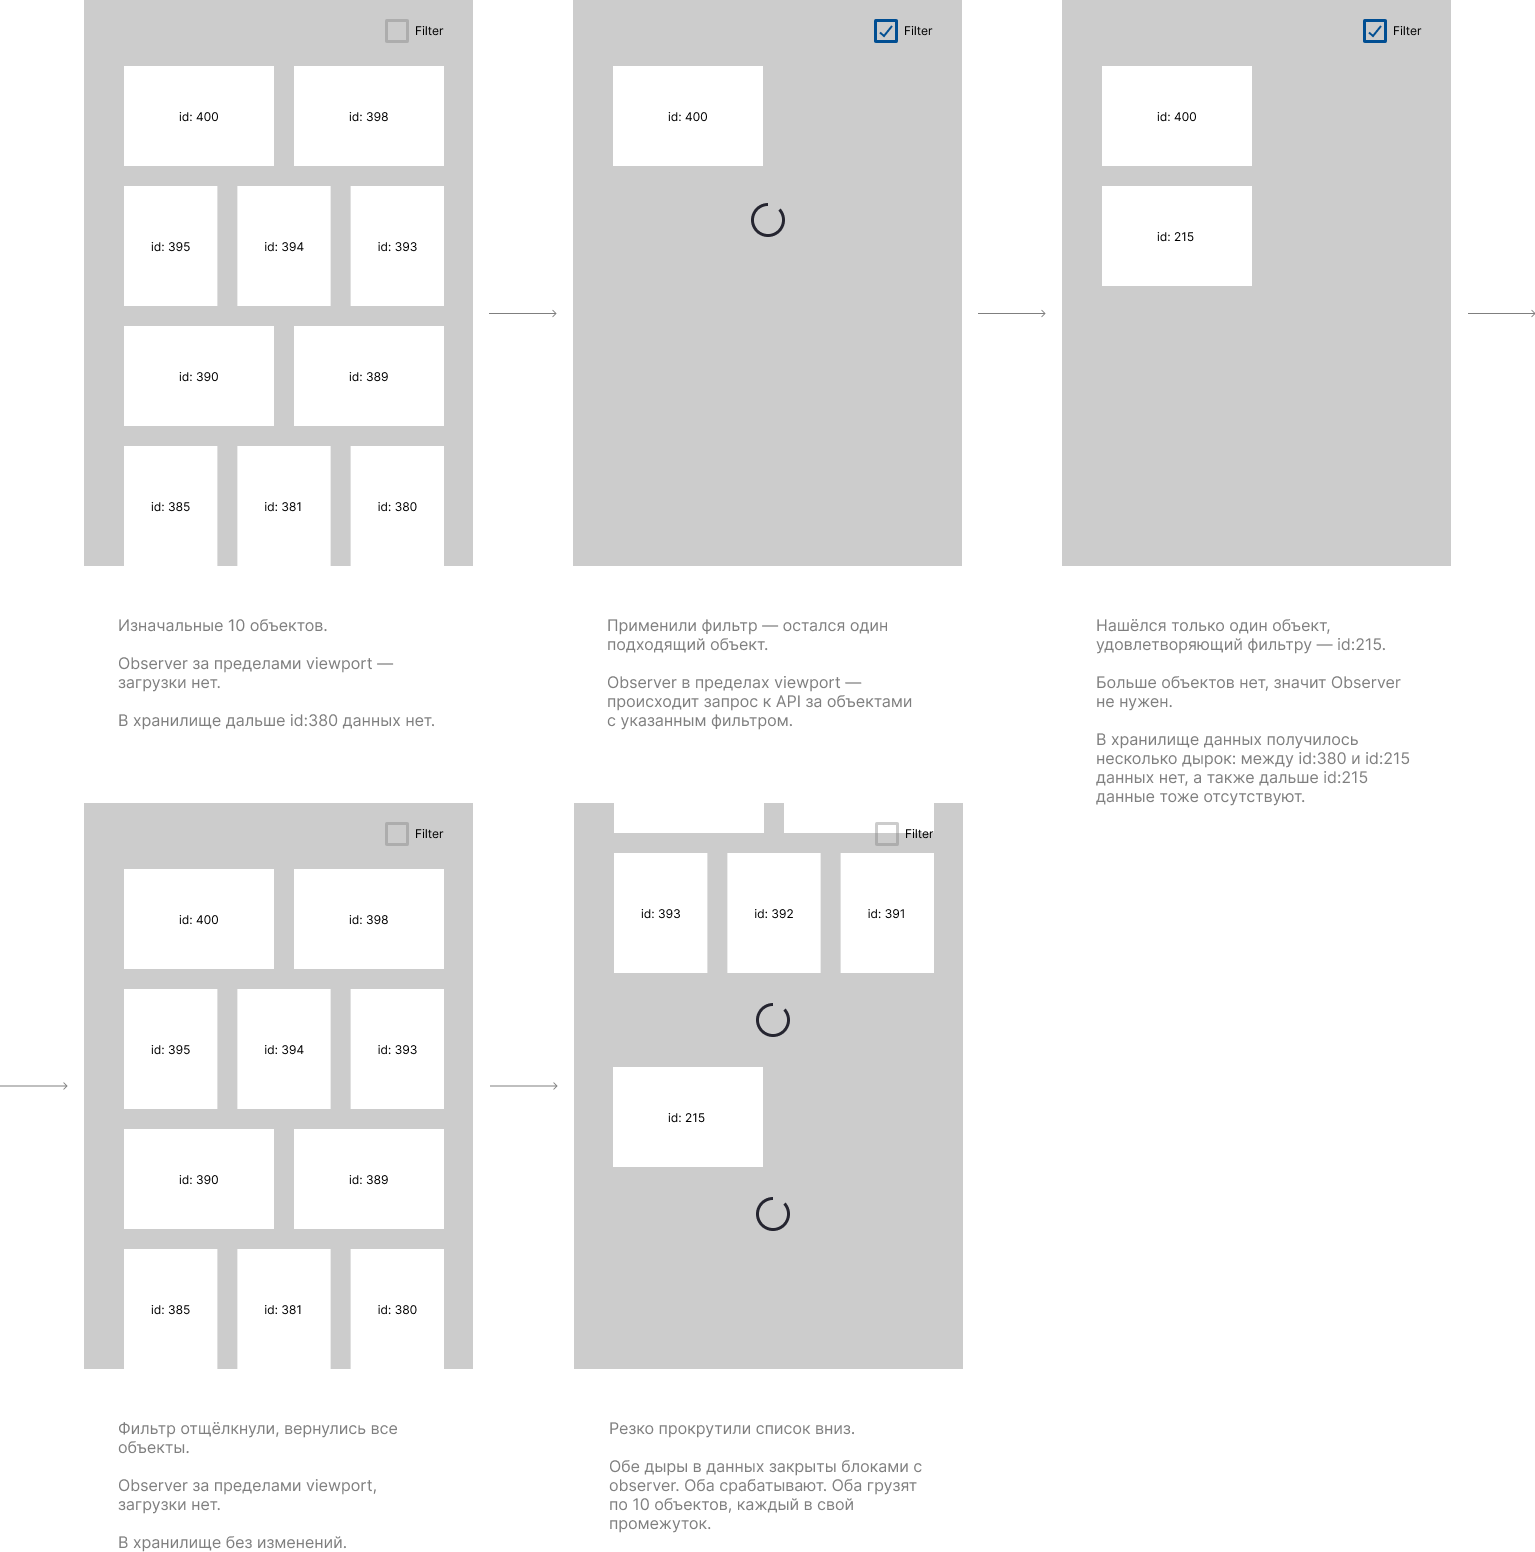 Filter
id: 400
id: 398
id: 395
id: 394
id: 393
id: 390
id: 389
id: 385
id: 381
id: 380
Изначальные 10 объектов.
Observer за пределами viewport —
загрузки нет.
В хранилище дальше id:380 данных нет.
Filter
id: 400
Применили фильтр — остался один
подходящий объект.
Observer в пределах viewport —
происходит запрос к API за объектами
с указанным фильтром.
Filter
id: 400
id: 215
Нашёлся только один объект,
удовлетворяющий фильтру — id:215.
Больше объектов нет, значит Observer
не нужен.
В хранилище данных получилось
несколько дырок: между id:380 и id:215
данных нет, а также дальше id:215
данные тоже отсутствуют.
Filter
id: 400
id: 398
id: 395
id: 394
id: 393
id: 390
id: 389
id: 385
id: 381
id: 380
Фильтр отщёлкнули, вернулись все
объекты.
Observer за пределами viewport,
загрузки нет.
В хранилище без изменений.
Filter
id: 393
id: 392
id: 391
id: 215
Резко прокрутили список вниз.
Обе дыры в данных закрыты блоками с
observer. Оба срабатывают. Оба грузят
по 10 объектов, каждый в свой
промежуток.